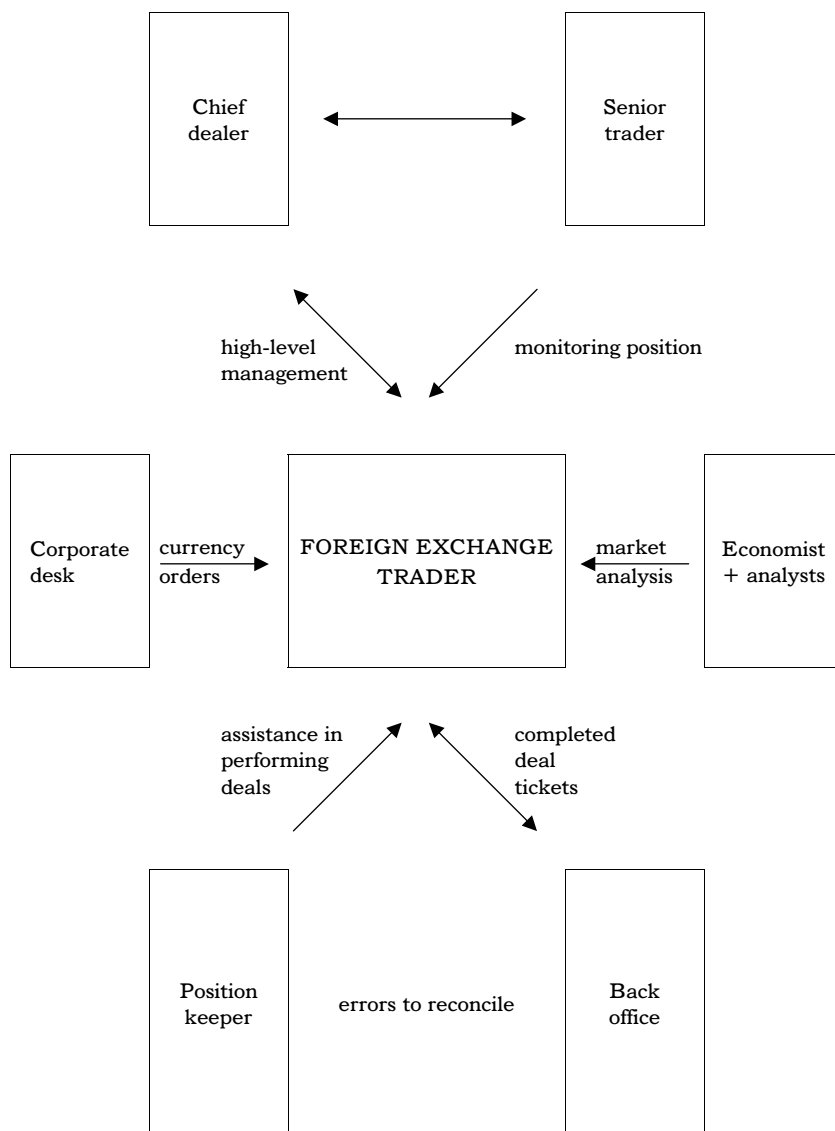 Chief
dealer
Senior
trader
high-level
management
monitoring position
Corporate
desk
currency
orders
FOREIGN EXCHANGE
TRADER
market
analysis
Economist
+ analysts
assistance in
performing
deals
completed
deal
tickets
Position
keeper
errors to reconcile
Back
office